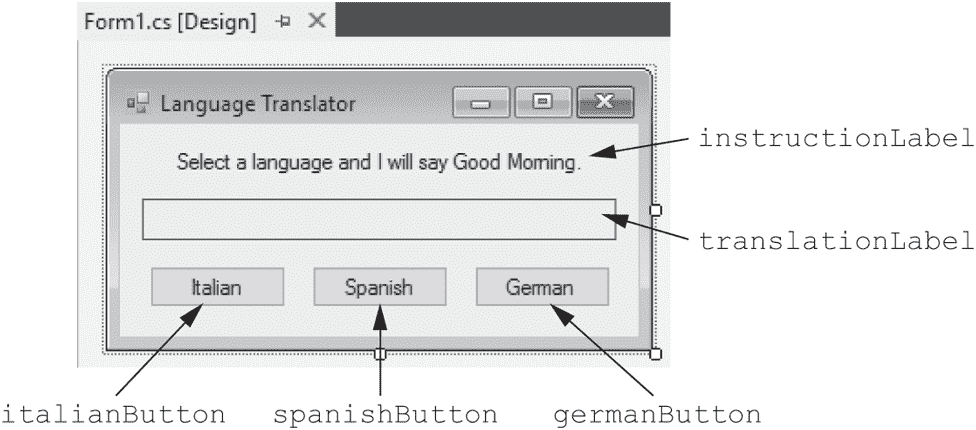 Form1.cs [Design]
Language Translator
Select a language and I will say Good Morning.
instructionLabel
translationLabel
Italian
Spanish
German
italianButton
spanishButton
germanButton